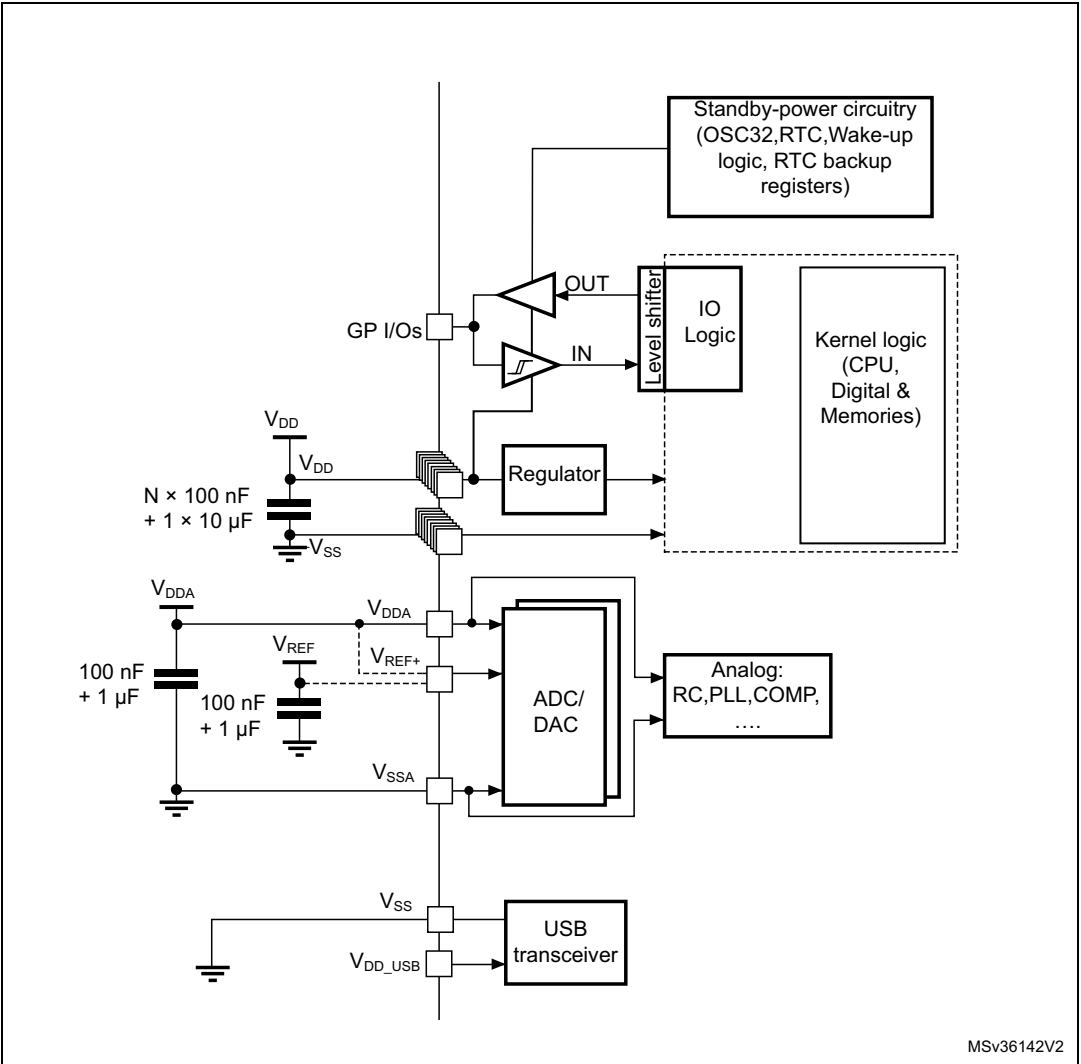 Standby-power circuitry
(OSC32,RTC,Wake-up
logic, RTC backup
registers)
OUT
Level shifter
IO
Logic
GP I/Os
IN
Kernel logic
(CPU,
Digital &
Memories)
VDD
VDD
Regulator
N × 100 nF
+ 1 × 10 µF
VSS
VDDA
VDDA
VREF
VREF+
100 nF
+ 1 µF
100 nF
+ 1 µF
ADC/
DAC
Analog:
RC,PLL,COMP,
….
VSSA
VSS
USB
transceiver
VDD_USB
MSv36142V2